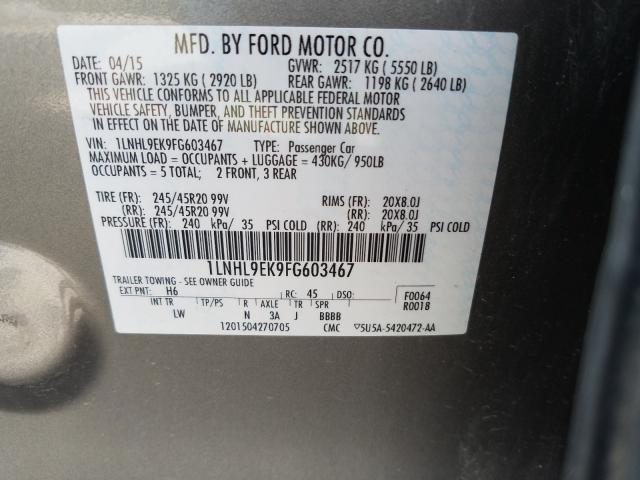 MFD. BY FORD MOTOR CO.
DATE: 04/15 GVWR: 2517 KG ( 5550 LB)
FRONT GAWR: 1325 KG ( 2920 LB) REAR GAWR: 1198 KG ( 2640 LB)
THIS VEHICLE CONFORMS TO ALL APPLICABLE FEDERAL MOTOR
VEHICLE SAFETY, BUMPER, AND THEFT PREVENTION STANDARDS
IN EFFECT ON THE DATE OF MANUFACTURE SHOWN ABOVE.
VIN: 1LNHL9EK9FG603467 TYPE: Passenger Car
MAXIMUM LOAD = OCCUPANTS + LUGGAGE = 430KG/ 950LB
OCCUPANTS = 5 TOTAL; 2 FRONT, 3 REAR
TIRE (FR): 245/45R20 99V RIMS (FR): 20X8.0J
(RR): 245/45R20 99V (RR): 20X8.0J
PRESSURE (FR): 240 kPa/ 35 PSI COLD (RR): 240 kPa/ 35 PSI COLD
1LNHL9EK9FG603467
TRAILER TOWING - SEE OWNER GUIDE
EXT PNT: H6 RC: 45 DSO: F0064
INT TR TP/PS R AXLE TR SPR R0018
LW N 3A J BBBB
1201504270705 CMC 5U5A-5420472-AA